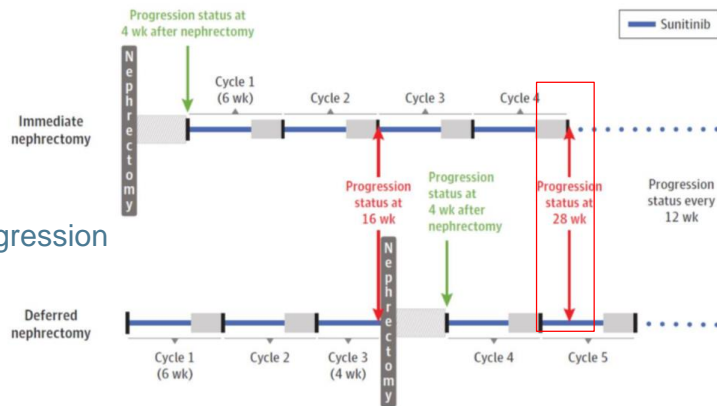 Progression status at
4 wk after nephrectomy
Sunitinib
Nephrectomy
Cycle 1
(6 wk)
Cycle 2
Cycle 3
Cycle 4
Immediate
nephrectomy
Progression
status at
16 wk
Progression
status at
4 wk after
nephrectomy
Progression
status at
28 wk
Progression
status every
12 wk
gression
Nephrectomy
Deferred
nephrectomy
Cycle 1
(6 wk)
Cycle 2
Cycle 3
(4 wk)
Cycle 4
Cycle 5